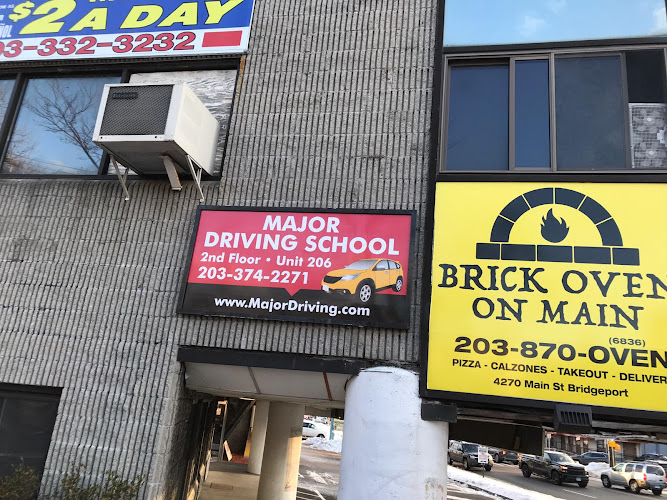 $2
A DAY
03-332-3232
MAJOR
DRIVING SCHOOL
2nd Floor • Unit 206
203-374-2271
www.MajorDriving.com
BRICK OVEN
ON MAIN
(6836)
203-870-OVEN
PIZZA - CALZONES - TAKEOUT - DELIVER
4270 Main St Bridgeport